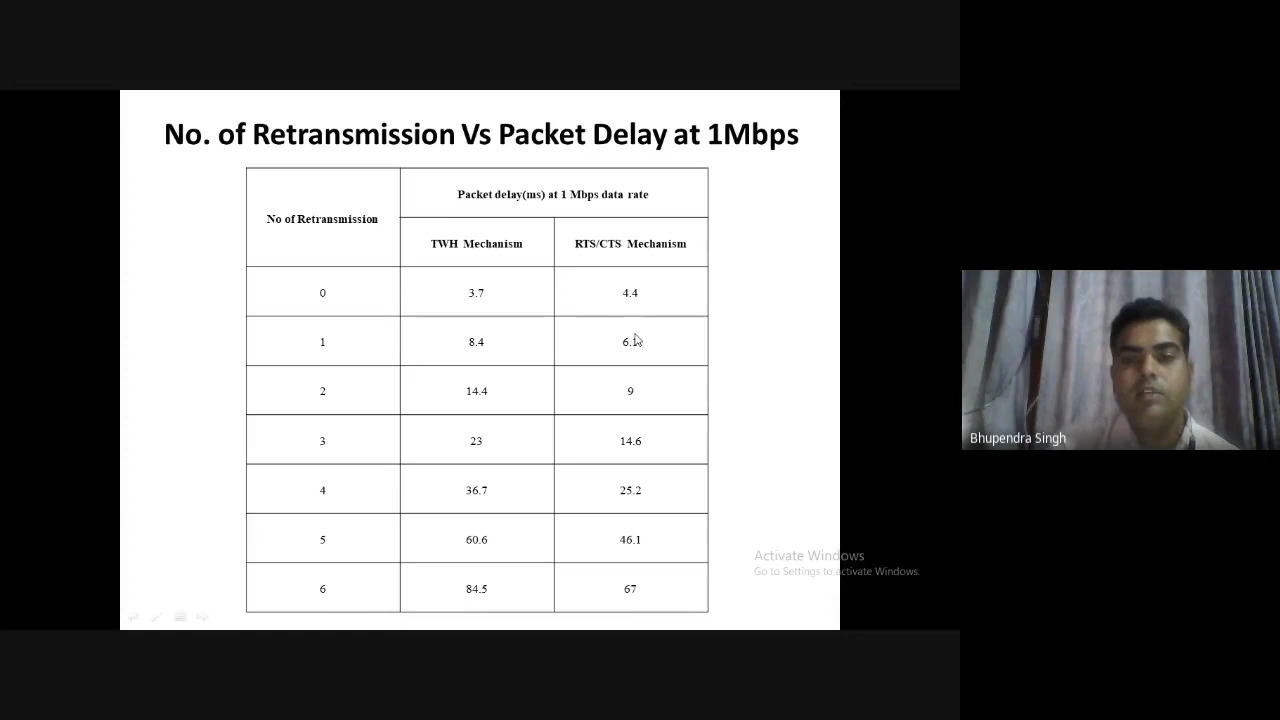 No. of Retransmission Vs Packet Delay at 1Mbps
No of Retransmission
Packet delay(ms) at 1 Mbps data rate
TWH Mechanism
RTS/CTS Mechanism
0 3.7 4.4
1 8.4
2 14.4 9
3 23 14.6
4 36.7 25.2
5 60.6 46.1
6 84.5 67
Activate Windows
Go to Settings to activate Windows.
Bhupendra Singh